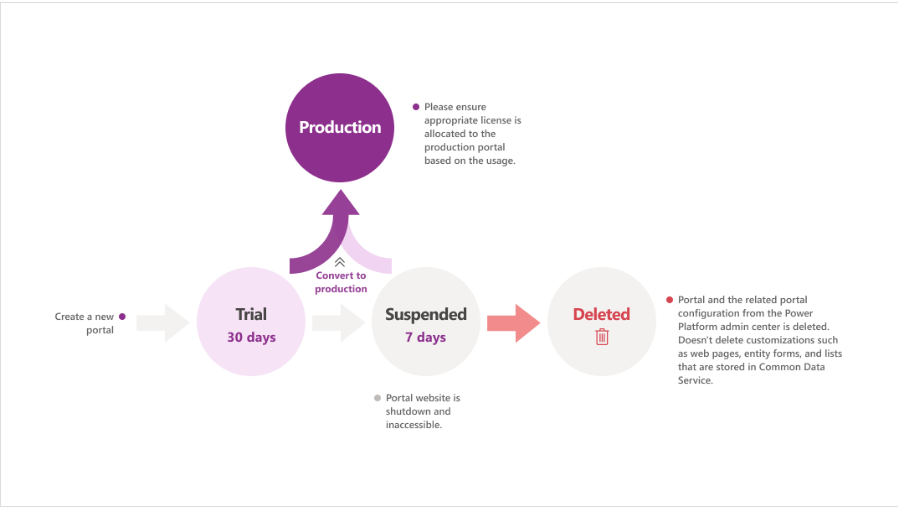 Production
Please ensure
appropriate license is
allocated to the
production portal
based on the usage.
Convert to
production
Create a new
portal
Trial
30 days
Suspended
7 days
Deleted
Portal and the related portal
configuration from the Power
Platform admin center is deleted.
Doesn't delete customizations such
as web pages, entity forms, and lists
that are stored in Common Data
Service.
Portal website is
shutdown and
inaccessible.